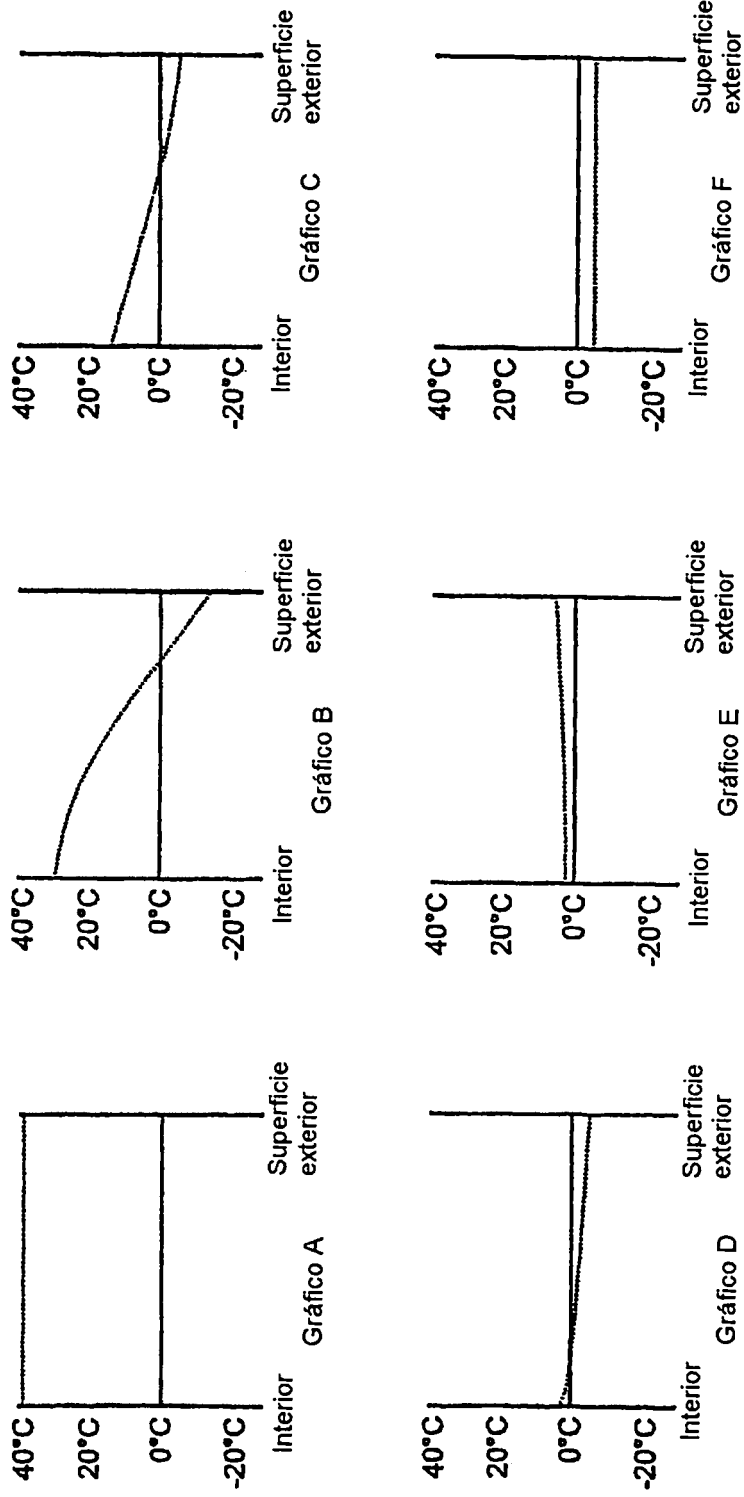 40°C
20°C
0°C
-20°C
Interior
Superficie
exterior
Gráfico A
40°C
20°C
0°C
-20°C
Interior
Superficie
exterior
Gráfico B
40°C
20°C
0°C
-20°C
Interior
Superficie
exterior
Gráfico C
40°C
20°C
0°C
-20°C
Interior
Superficie
exterior
Gráfico D
40°C
20°C
0°C
-20°C
Interior
Superficie
exterior
Gráfico E
40°C
20°C
0°C
-20°C
Interior
Superficie
exterior
Gráfico F